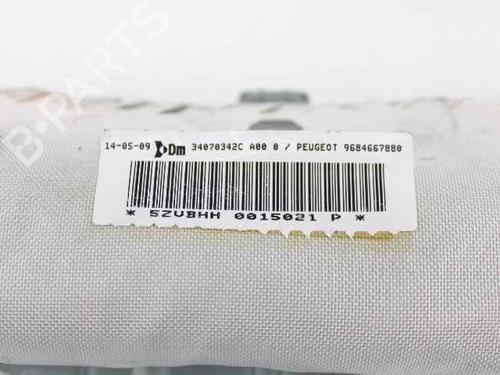 14-05-09 Dm 34070342C A00 0 / PEUGEOT 9684667880
* 5ZVBHH 0015021 P *
B-PARTS